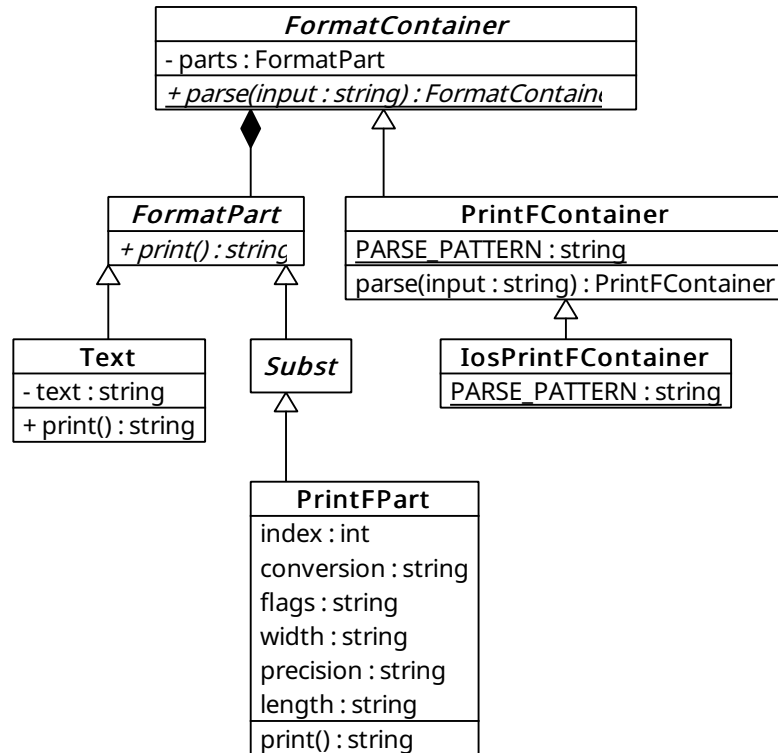 FormatContainer
- parts : FormatPart
+ parse(input : string) : FormatContaine
FormatPart
+ print() : string
PrintFContainer
PARSE_PATTERN : string
parse(input : string) : PrintFContainer
Text
- text : string
+ print() : string
Subst
IosPrintFContainer
PARSE_PATTERN : string
PrintFPart
index : int
conversion : string
flags : string
width : string
precision : string
length : string
print() : string